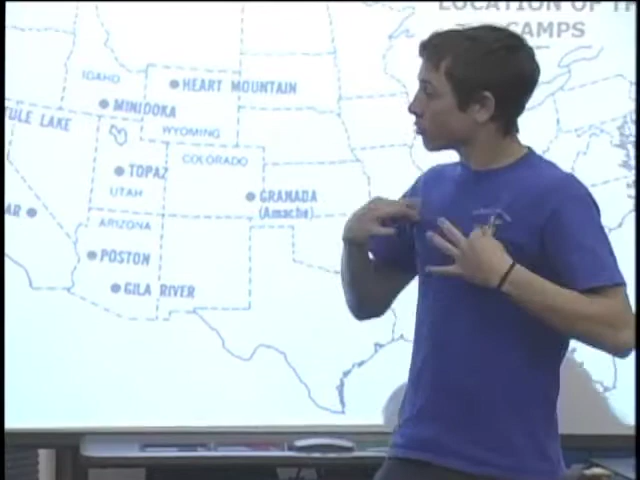 LOCATION OF
CAMPS
IDAHO
HEART MOUNTAIN
MINIDOKA
TULE LAKE
WYOMING
COLORADO
TOPAZ
UTAH
GRANADA
(Amache)
AR
ARIZONA
POSTON
GILA RIVER